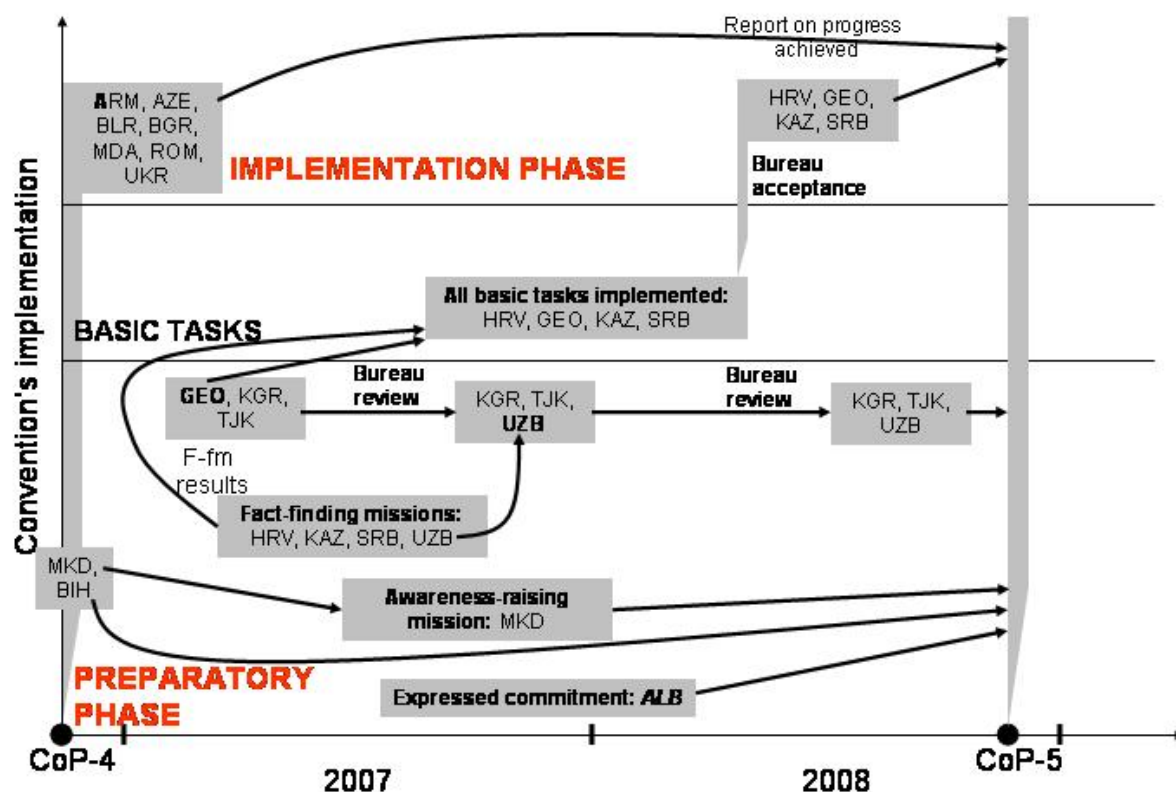 Report on progress
achieved
ARM, AZE,
BLR, BGR,
MDA, ROM,
UKR
HRV, GEO,
KAZ, SRB
IMPLEMENTATION PHASE
Bureau
acceptance
Convention's implementation
All basic tasks implemented:
HRV, GEO, KAZ, SRB
BASIC TASKS
GEO, KGR,
TJK
Bureau
review
KGR, TJK,
UZB
Bureau
review
KGR, TJK,
UZB
F-fm
results
Fact-finding missions:
HRV, KAZ, SRB, UZB
MKD,
BIH
Awareness-raising
mission: MKD
PREPARATORY
PHASE
Expressed commitment: ALB
CoP-4
2007
2008
CoP-5